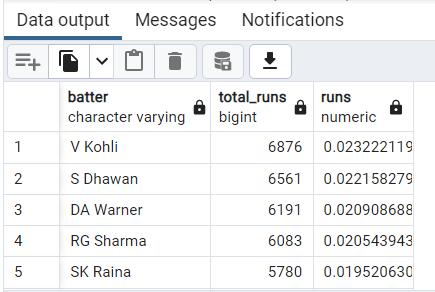 Data output Messages Notifications
batter total_runs runs
character varying bigint numeric
1 V Kohli 6876 0.023222119
2 S Dhawan 6561 0.022158279
3 DA Warner 6191 0.020908688
4 RG Sharma 6083 0.020543943
5 SK Raina 5780 0.019520630